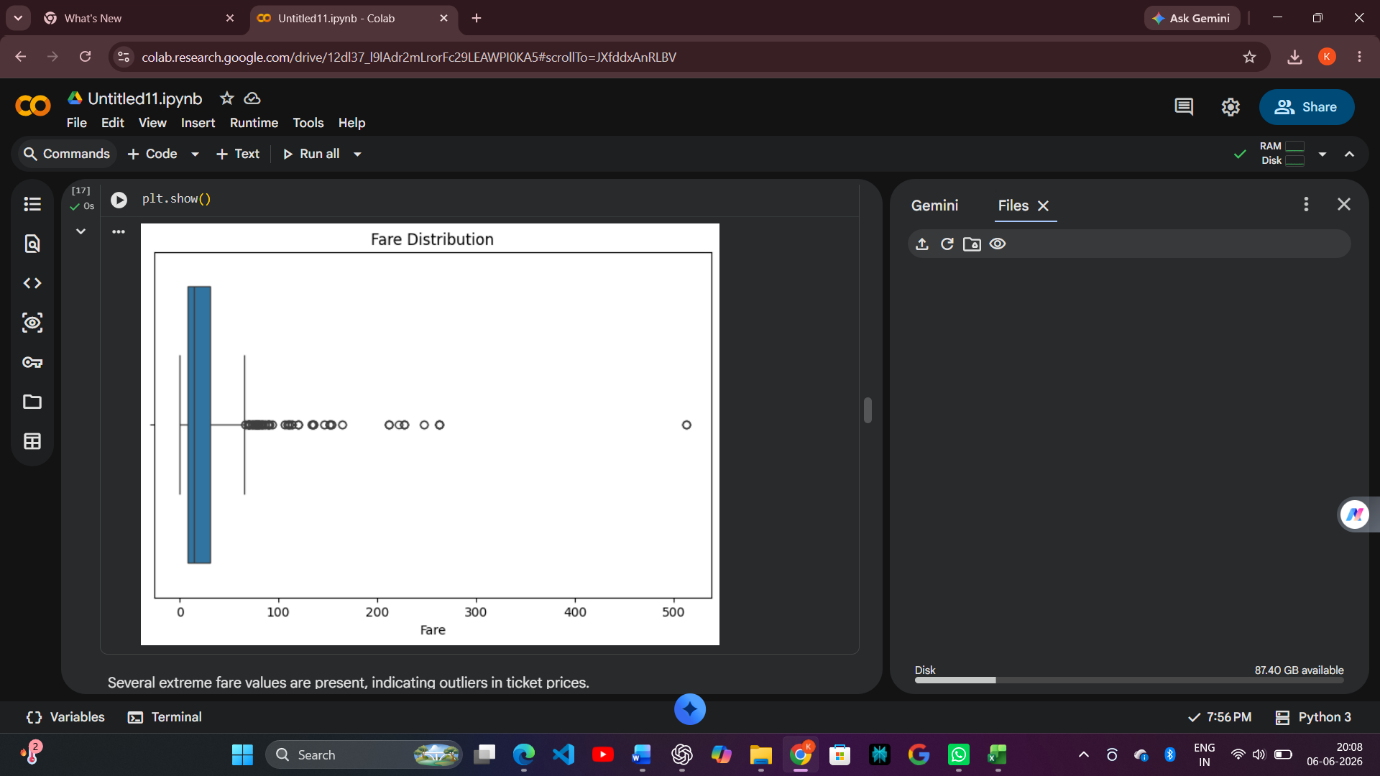 What's New
Untitled11.ipynb - Colab
Ask Gemini
colab.research.google.com/drive/12dl37_l9lAdr2mLrorFc29LEAWPI0KA5#scrollTo=JXfddxAnRLBV
K
Untitled11.ipynb
File Edit View Insert Runtime Tools Help
Share
Commands + Code + Text Run all
RAM
Disk
[17]
0s
plt.show()
Gemini
Files
Fare Distribution
0 100 200 300 400 500
Fare
Several extreme fare values are present, indicating outliers in ticket prices.
Disk
87.40 GB available
Variables
Terminal
7:56 PM
Python 3
2
Search
K
ENG
IN
20:08
06-06-2026